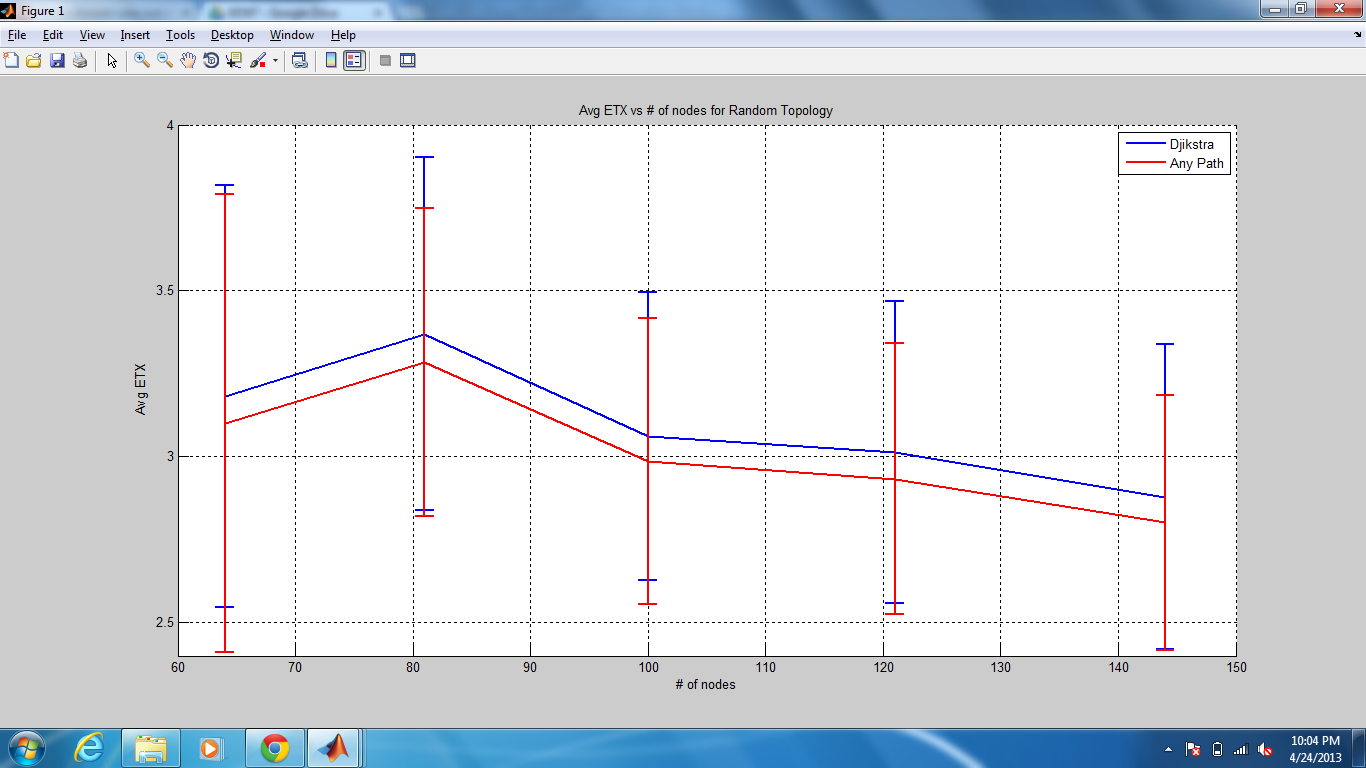 Figure 1
File Edit View Insert Tools Desktop Window Help
Avg ETX vs # of nodes for Random Topology
Djikstra
Any Path
4
3.5
3
2.5
Avg ETX
60 70 80 90 100 110 120 130 140 150
# of nodes
10:04 PM
4/24/2013